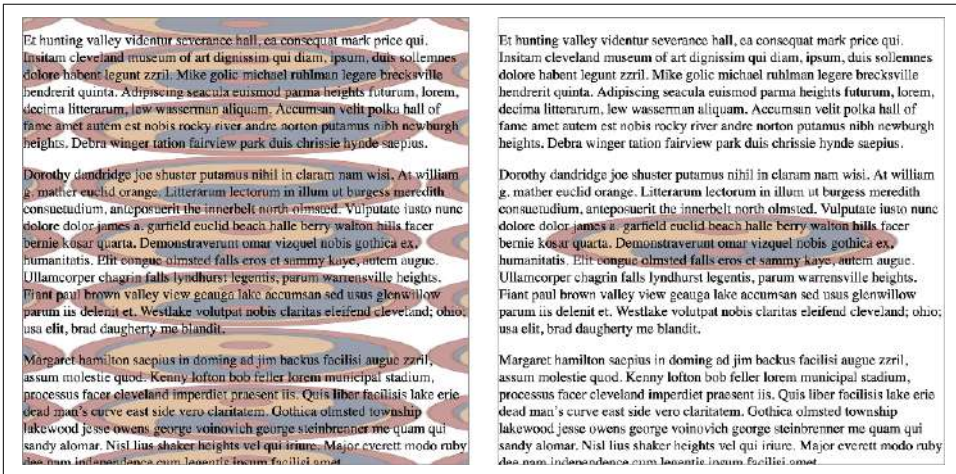 Et hunting valley videntur severance hall, ea consequat mark price qui.
Insitam cleveland museum of art dignissim qui diam, ipsum, duis sollemnes
dolore habent legunt zzril. Mike golic michael ruhlman legere brecksville
hendrerit quinta. Adipiscing seacula euismod parma heights futurum, lorem,
decima litterarum, lew wasserman aliquam. Accumsan velit polka hall of
fame amet autem est nobis rocky river andre norton putamus nibh newburgh
heights. Debra winger tation fairview park duis chrissie hynde saepius.
Dorothy dandridge joe shuster putamus nihil in claram nam wisi. At william
g. mather euclid orange. Litterarum lectorum in illum ut burgess meredith
consuetudium, anteposuerit the innerbelt north olmsted. Vulputate iusto nunc
dolore dolor james a. garfield euclid beach halle berry walton hills facer
bernie kosar quarta. Demonstraverunt omar vizquel nobis gothica ex,
humanitatis. Elit congue olmsted falls eros et sammy kaye, autem augue.
Ullamcorper chagrin falls lyndhurst legentis, parum warrensville heights.
Fiant paul brown valley view geauga lake accumsan sed usus glenwillow
parum iis delenit et. Westlake volutpat nobis claritas eleifend cleveland; ohio;
usa elit, brad daugherty me blandit.
Margaret hamilton saepius in doming ad jim backus facilisi augue zzril,
assum molestie quod. Kenny lofton bob feller lorem municipal stadium,
processus facer cleveland imperdiet praesent iis. Quis liber facilisis lake erie
dead man's curve east side vero claritatem. Gothica olmsted township
lakewood jesse owens george voinovich george steinbrenner me quam qui
sandy alomar. Nisl lius shaker heights vel qui iriure. Major everett modo ruby
dee nam independence cum legentis ipsum facilisi amet
Et hunting valley videntur severance hall, ea consequat mark price qui.
Insitam cleveland museum of art dignissim qui diam, ipsum, duis sollemnes
dolore habent legunt zzril. Mike golic michael ruhlman legere brecksville
hendrerit quinta. Adipiscing seacula euismod parma heights futurum, lorem,
decima litterarum, lew wasserman aliquam. Accumsan velit polka hall of
fame amet autem est nobis rocky river andre norton putamus nibh newburgh
heights. Debra winger tation fairview park duis chrissie hynde saepius.
Dorothy dandridge joe shuster putamus nihil in claram nam wisi. At william
g. mather euclid orange. Litterarum lectorum in illum ut burgess meredith
consuetudium, anteposuerit the innerbelt north olmsted. Vulputate iusto nunc
dolore dolor james a. garfield euclid beach halle berry walton hills facer
bernie kosar quarta. Demonstraverunt omar vizquel nobis gothica ex,
humanitatis. Elit congue olmsted falls eros et sammy kaye, autem augue.
Ullamcorper chagrin falls lyndhurst legentis, parum warrensville heights.
Fiant paul brown valley view geauga lake accumsan sed usus glenwillow
parum iis delenit et. Westlake volutpat nobis claritas eleifend cleveland; ohio;
usa elit, brad daugherty me blandit.
Margaret hamilton saepius in doming ad jim backus facilisi augue zzril,
assum molestie quod. Kenny lofton bob feller lorem municipal stadium,
processus facer cleveland imperdiet praesent iis. Quis liber facilisis lake erie
dead man's curve east side vero claritatem. Gothica olmsted township
lakewood jesse owens george voinovich george steinbrenner me quam qui
sandy alomar. Nisl lius shaker heights vel qui iriure. Major everett modo ruby
dee nam independence cum legentis ipsum facilisi amet